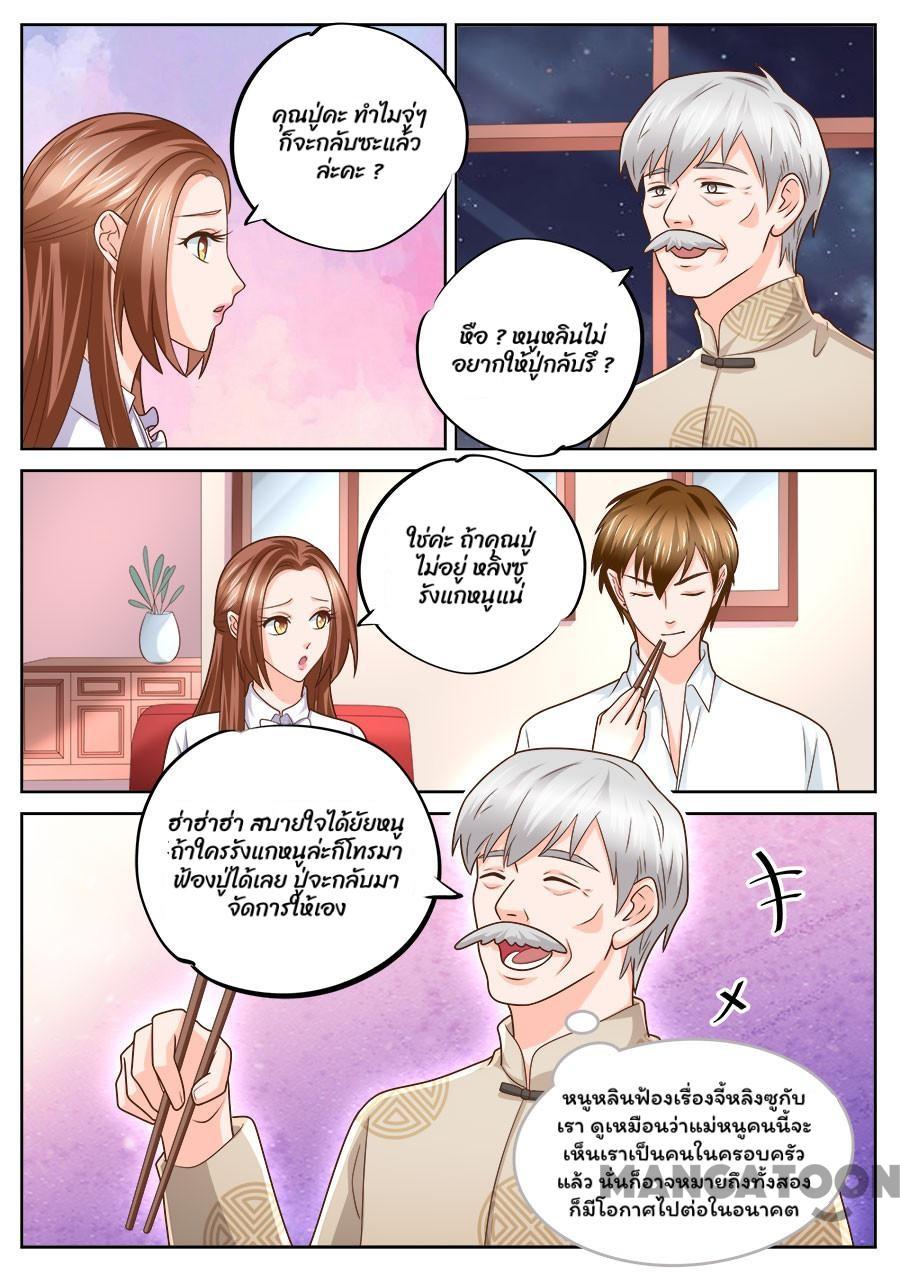 คุณปู่คะ ทำไมจู่ๆ
ก็จะกลับซะแล้ว
ล่ะคะ ?
หือ ? หนูหลินไม่
อยากให้ปู่กลับรึ ?
ใช่ค่ะ ถ้าคุณปู่
ไม่อยู่ หลิงซู
รังแกหนูแน่
ฮ่าฮ่าฮ่า สบายใจได้ยัยหนู
ถ้าใครรังแกหนูล่ะก็โทรมา
ฟ้องปู่ได้เลย ปู่จะกลับมา
จัดการให้เอง
หนูหลินฟ้องเรื่องจี้หลิงซูกับ
เรา ดูเหมือนว่าแม่หนูคนนี้จะ
เห็นเราเป็นคนในครอบครัว
แล้ว นั่นก็อาจหมายถึงทั้งสอง
ก็มีโอกาศไปต่อในอนาคต
MANGATOON